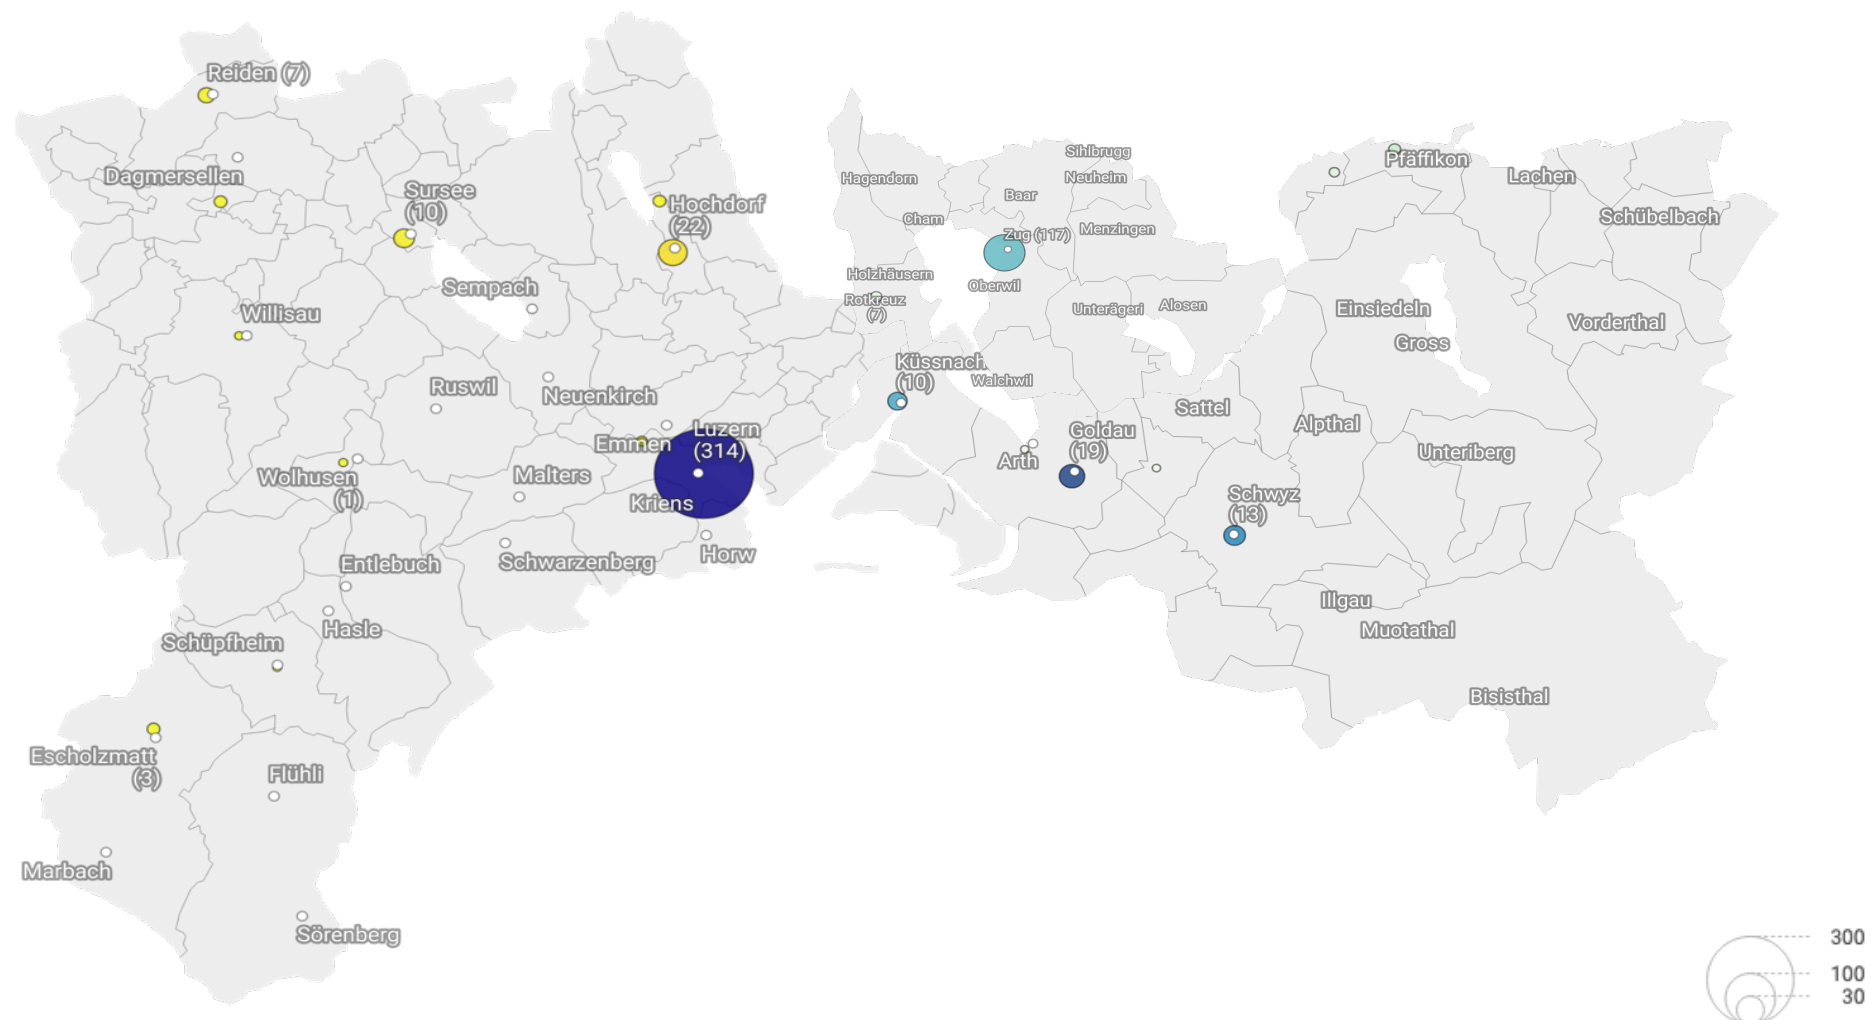 Reiden (7)
Dagmersellen
Sursee
(10)
Hochdorf
(22)
Sempach
Willisau
Ruswil
Neuenkirch
Emmen
Luzern
(314)
Wolhusen
(1)
Malters
Kriens
Schwarzenberg
Horw
Entlebuch
Hasle
Schüpfheim
Escholzmatt
(3)
Flühli
Marbach
Sörenberg
Sihlbrugg
Hagendorn
Neuheim
Baar
Cham
Zug (117)
Menzingen
Holzhäusern
Oberwil
Rotkreuz
(7)
Unterägeri
Alosen
Walchwil
Küssnach
(10)
Pfäffikon
Lachen
Schübelbach
Einsiedeln
Vorderthal
Gross
Sattel
Alpthal
Goldau
(19)
Arth
Unteriberg
Schwyz
(13)
Illgau
Muotathal
Bisisthal
300
100
30